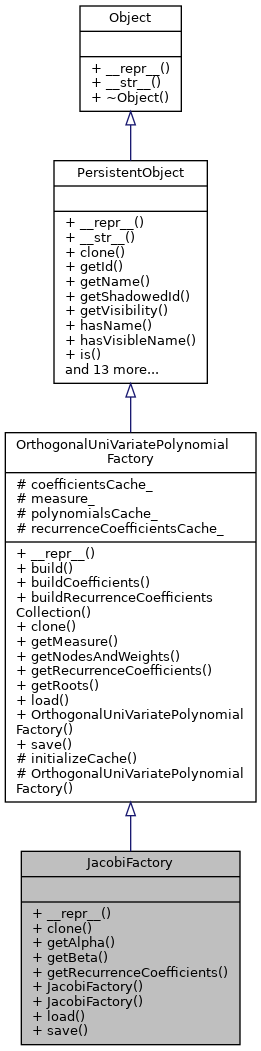 Object
+ __repr__()
+ __str__()
+ ~Object()
PersistentObject
+ __repr__()
+ __str__()
+ clone()
+ getId()
+ getName()
+ getShadowedId()
+ getVisibility()
+ hasName()
+ hasVisibleName()
+ is()
and 13 more...
OrthogonalUniVariatePolynomial
Factory
# coefficientsCache_
# measure_
# polynomialsCache_
# recurrenceCoefficientsCache_
+ __repr__()
+ build()
+ buildCoefficients()
+ buildRecurrenceCoefficients
Collection()
+ clone()
+ getMeasure()
+ getNodesAndWeights()
+ getRecurrenceCoefficients()
+ getRoots()
+ load()
+ OrthogonalUniVariatePolynomial
Factory()
+ save()
# initializeCache()
# OrthogonalUniVariatePolynomial
Factory()
JacobiFactory
+ __repr__()
+ clone()
+ getAlpha()
+ getBeta()
+ getRecurrenceCoefficients()
+ JacobiFactory()
+ JacobiFactory()
+ load()
+ save()